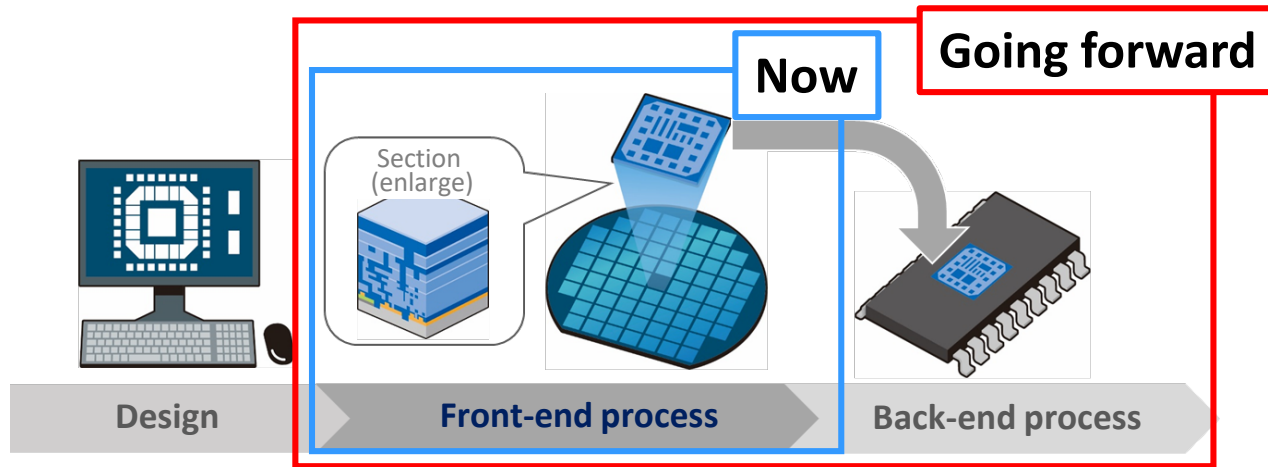 Going forward
Now
Section
(enlarge)
Design
Front-end process
Back-end process